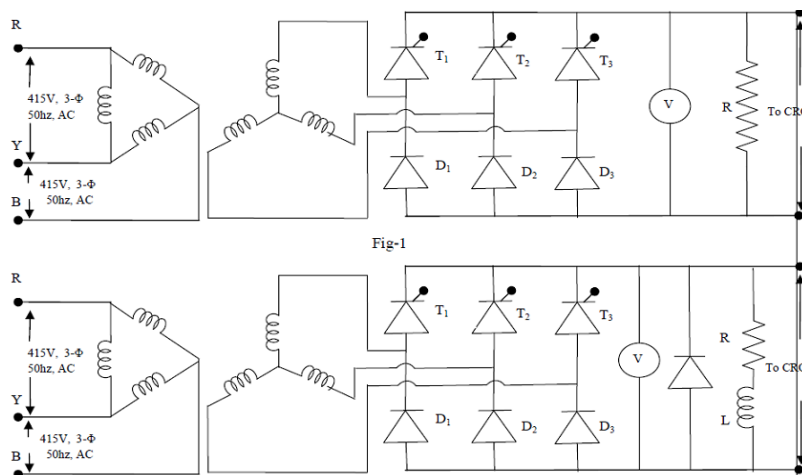 R
415V, 3-Φ
50hz, AC
Y
415V, 3-Φ
50hz, AC
B
T1
T2
T3
D1
D2
D3
V
R
To CRO
Fig-1
R
415V, 3-Φ
50hz, AC
Y
415V, 3-Φ
50hz, AC
B
T1
T2
T3
D1
D2
D3
V
R
L
To CRO